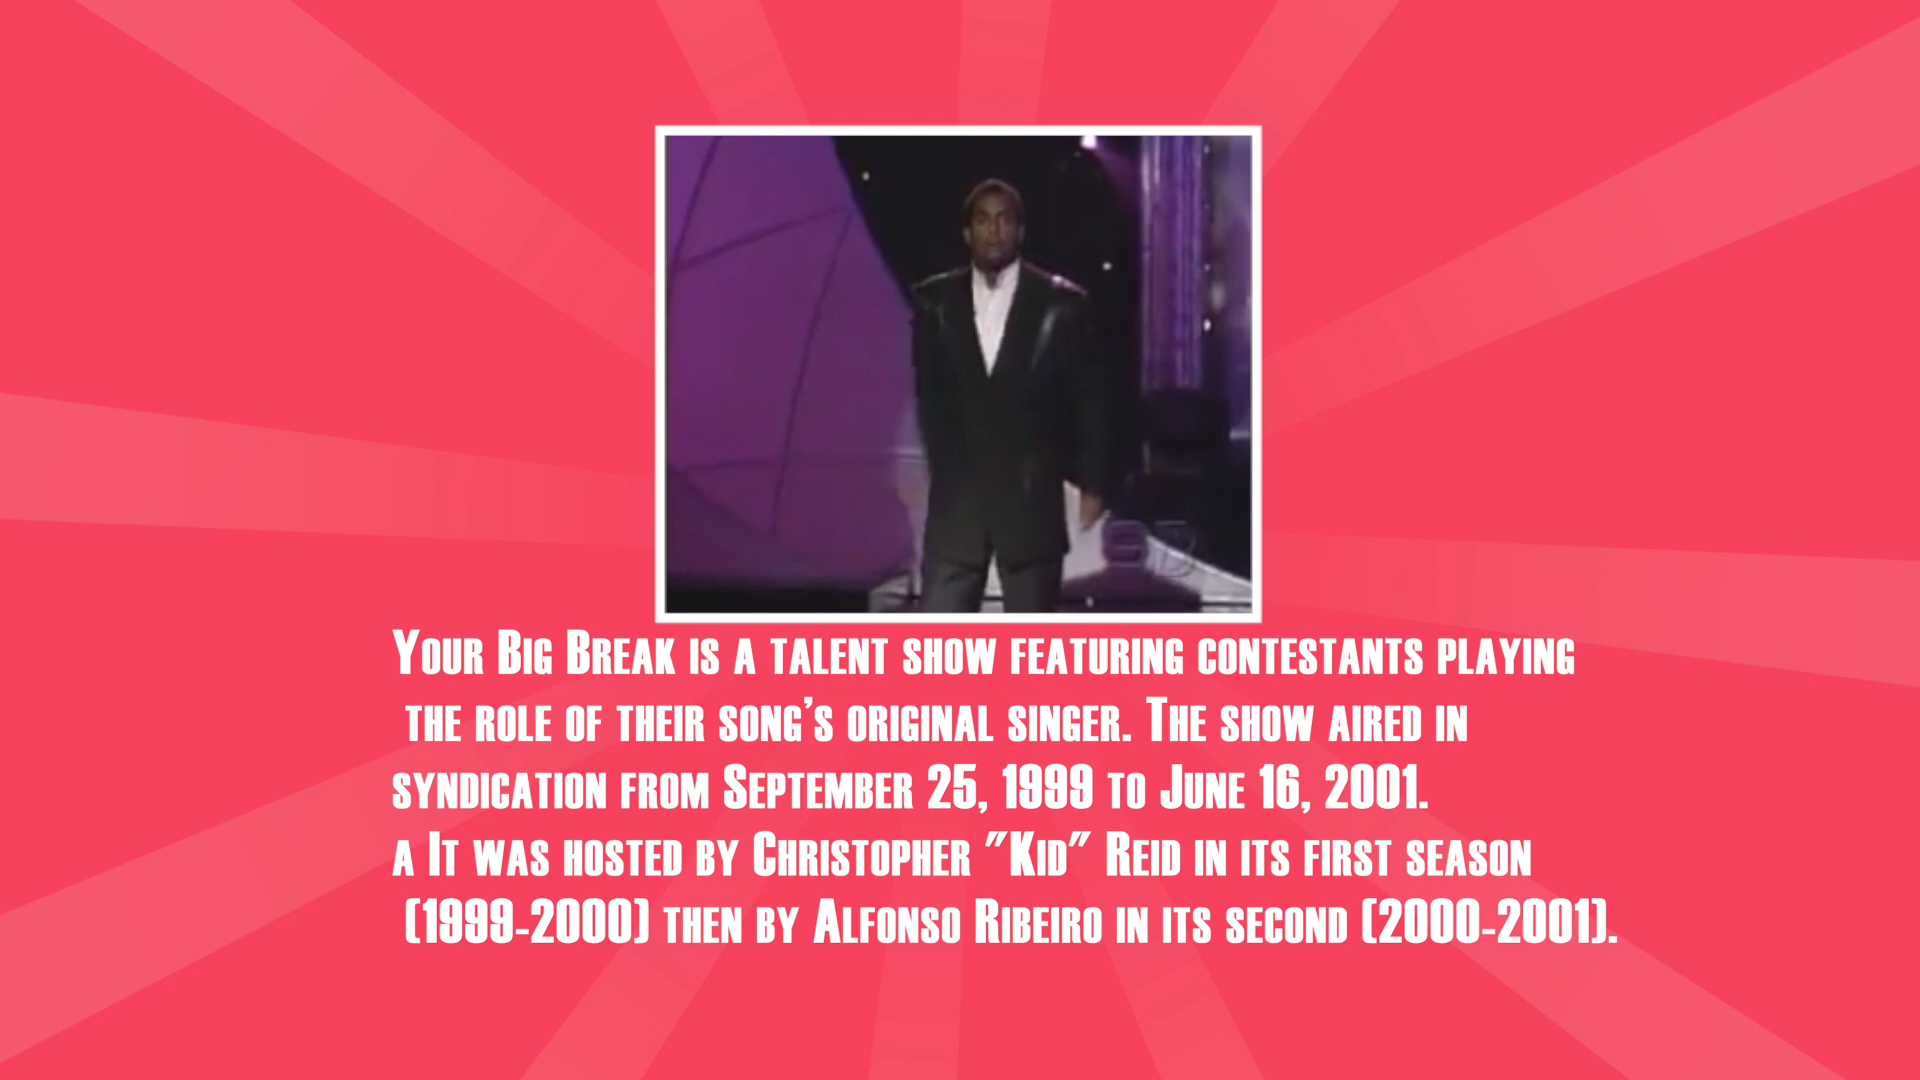 Your Big Break is a talent show featuring contestants playing
the role of their song's original singer. The show aired in
syndication from September 25, 1999 to June 16, 2001.
a It was hosted by Christopher "Kid" Reid in its first season
(1999-2000) then by Alfonso Ribeiro in its second (2000-2001).